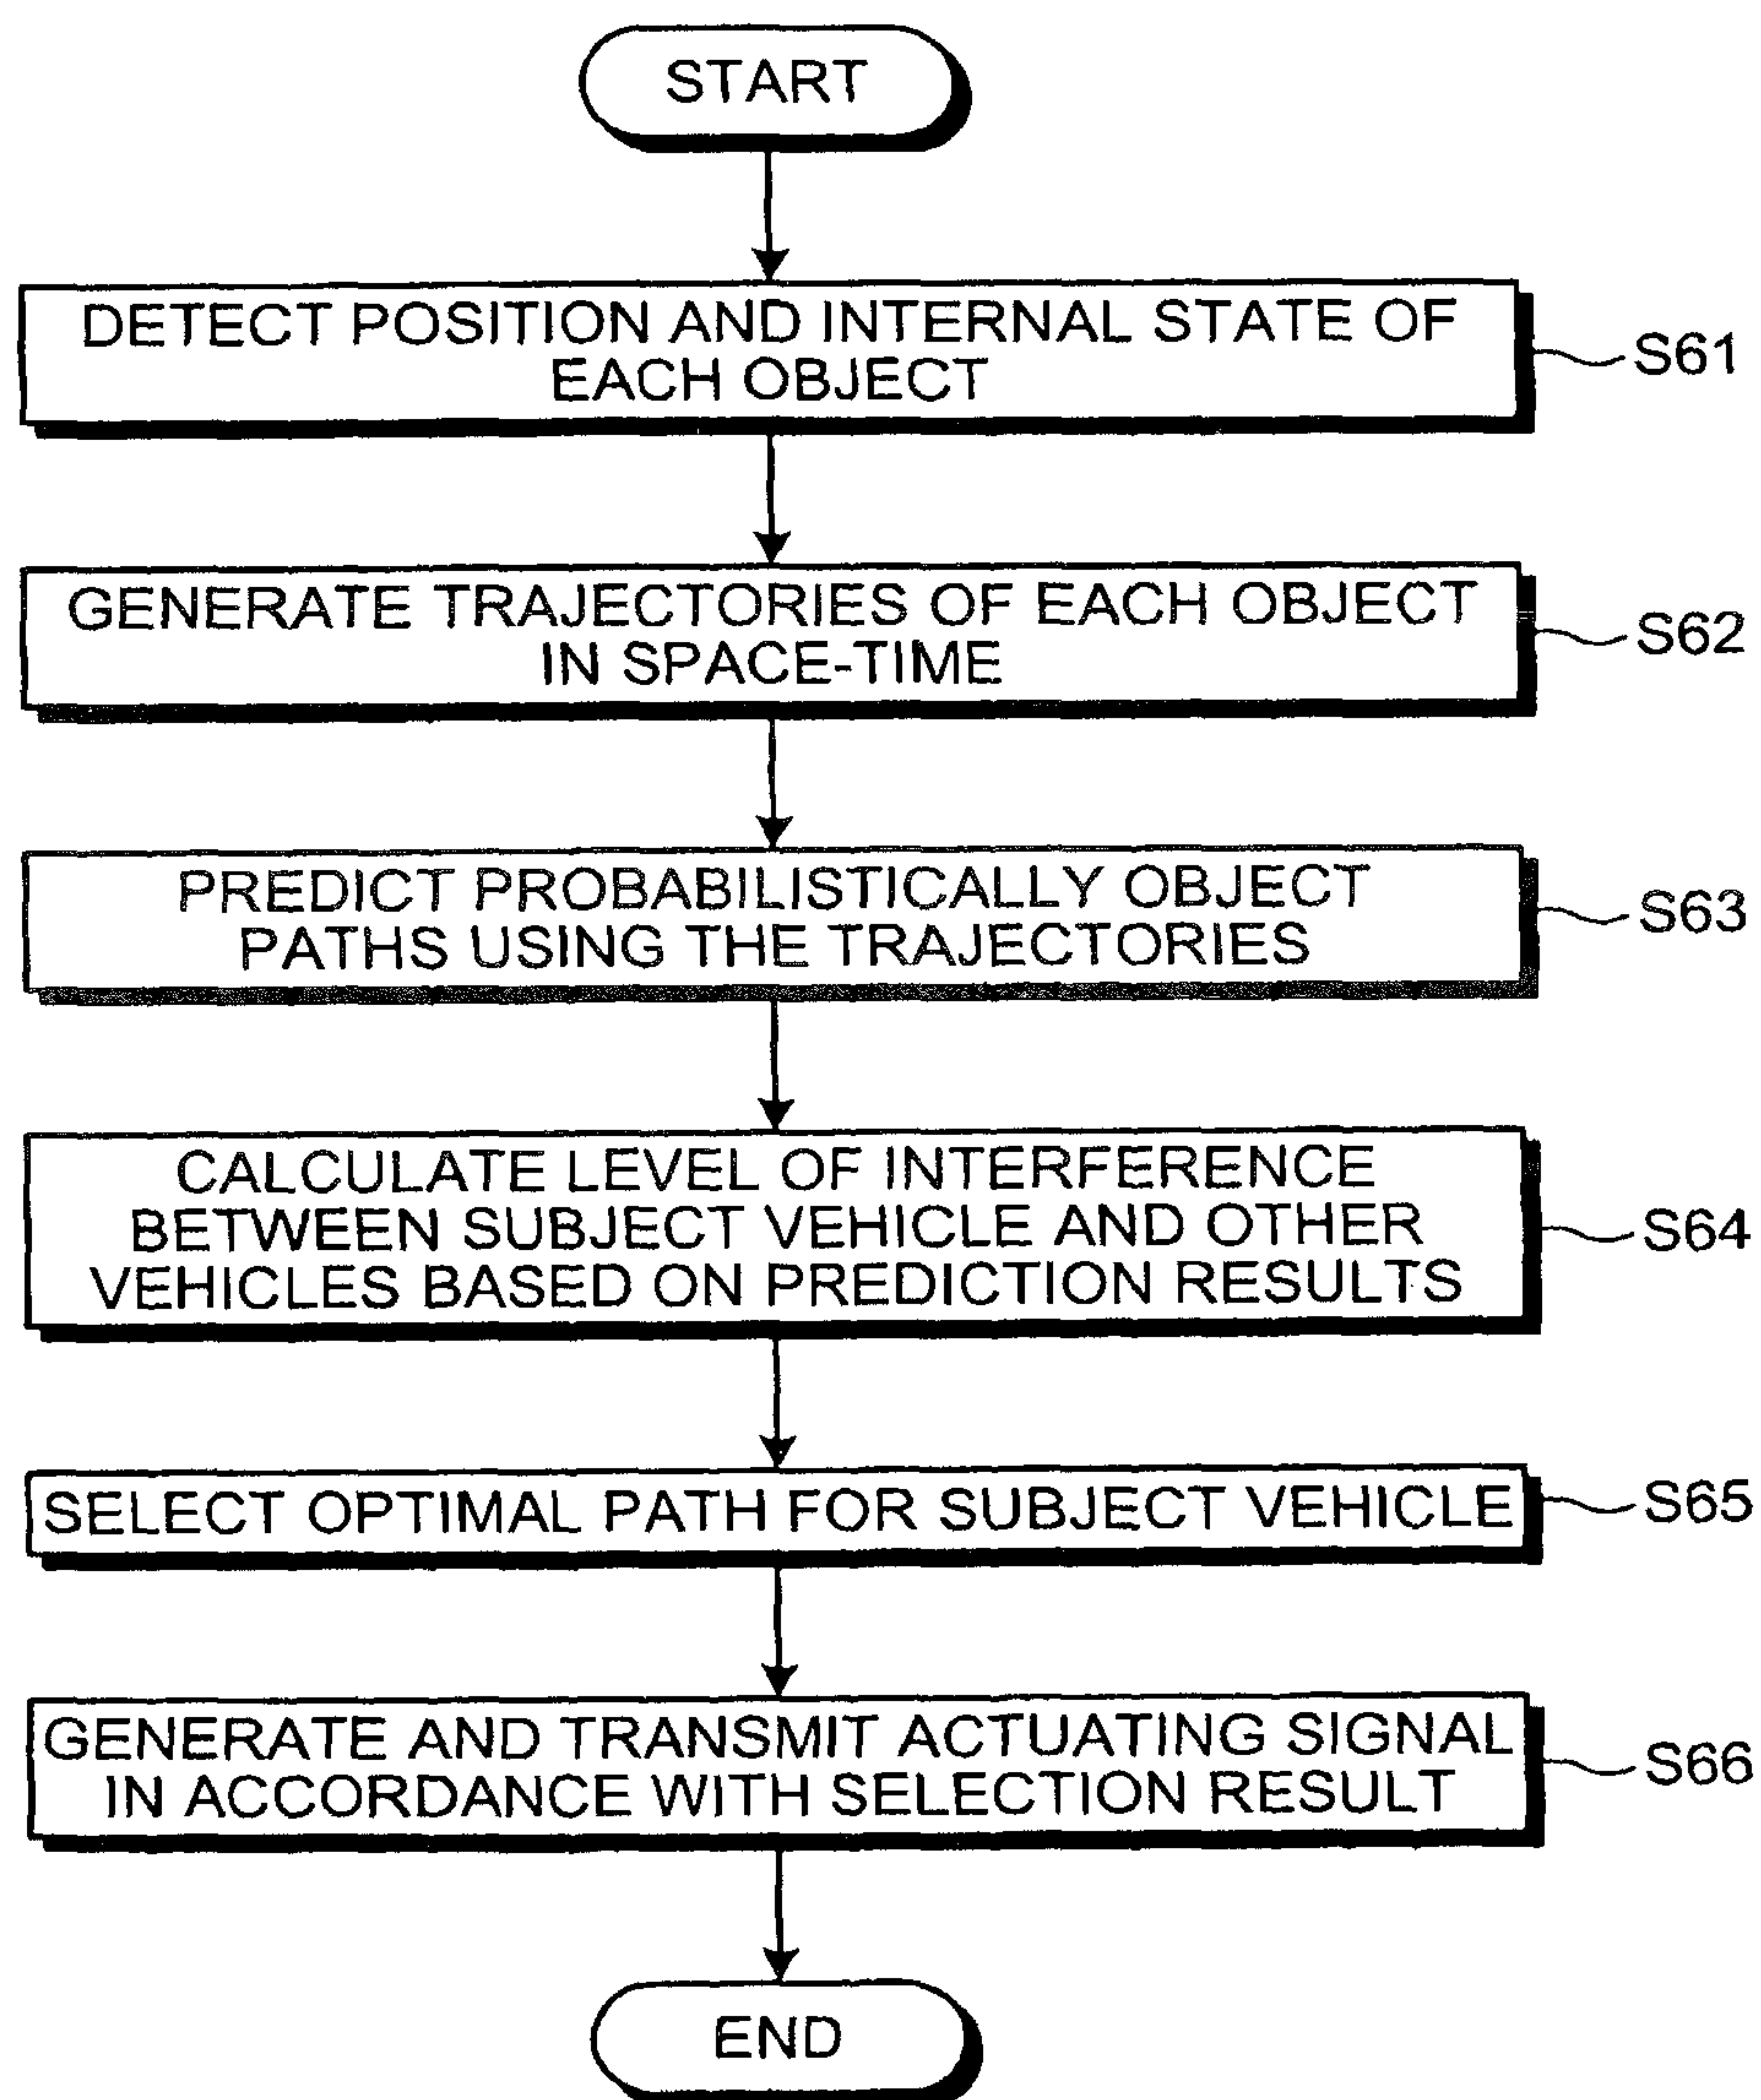 START
DETECT POSITION AND INTERNAL STATE OF
EACH OBJECT
S61
GENERATE TRAJECTORIES OF EACH OBJECT
IN SPACE-TIME
S62
PREDICT PROBABILISTICALLY OBJECT
PATHS USING THE TRAJECTORIES
S63
CALCULATE LEVEL OF INTERFERENCE
BETWEEN SUBJECT VEHICLE AND OTHER
VEHICLES BASED ON PREDICTION RESULTS
S64
SELECT OPTIMAL PATH FOR SUBJECT VEHICLE
S65
GENERATE AND TRANSMIT ACTUATING SIGNAL
IN ACCORDANCE WITH SELECTION RESULT
S66
END